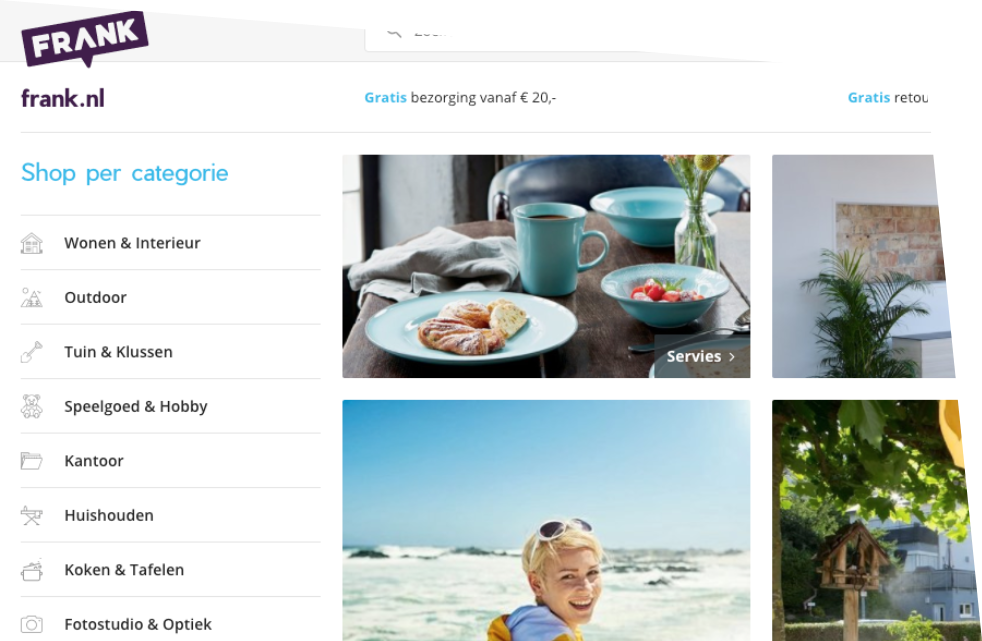 FRANK
frank.nl
Gratis bezorging vanaf € 20,-
Gratis
Shop per categorie
Wonen & Interieur
Outdoor
Tuin & Klussen
Speelgoed & Hobby
Kantoor
Huishouden
Koken & Tafelen
Fotostudio & Optiek
Servies >